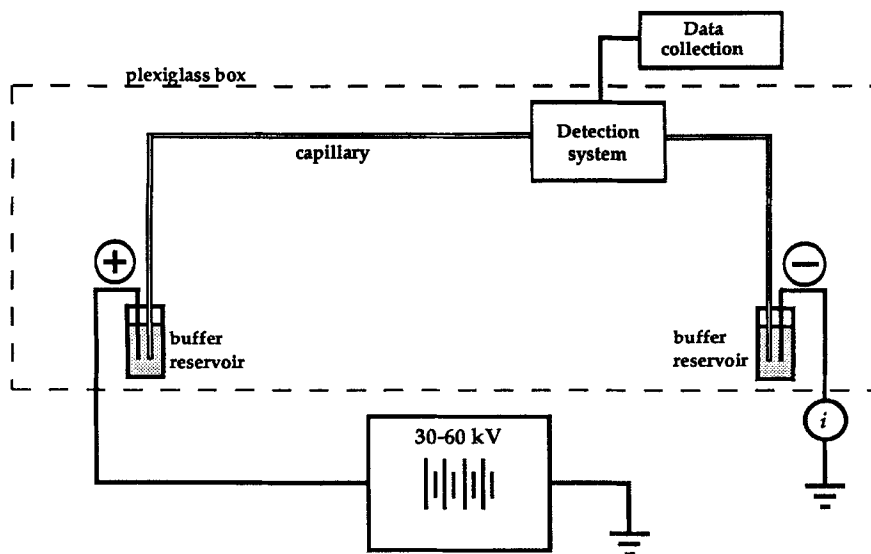 Data
collection
plexiglass box
Detection
system
capillary
+
−
buffer
reservoir
buffer
reservoir
30-60 kV
i